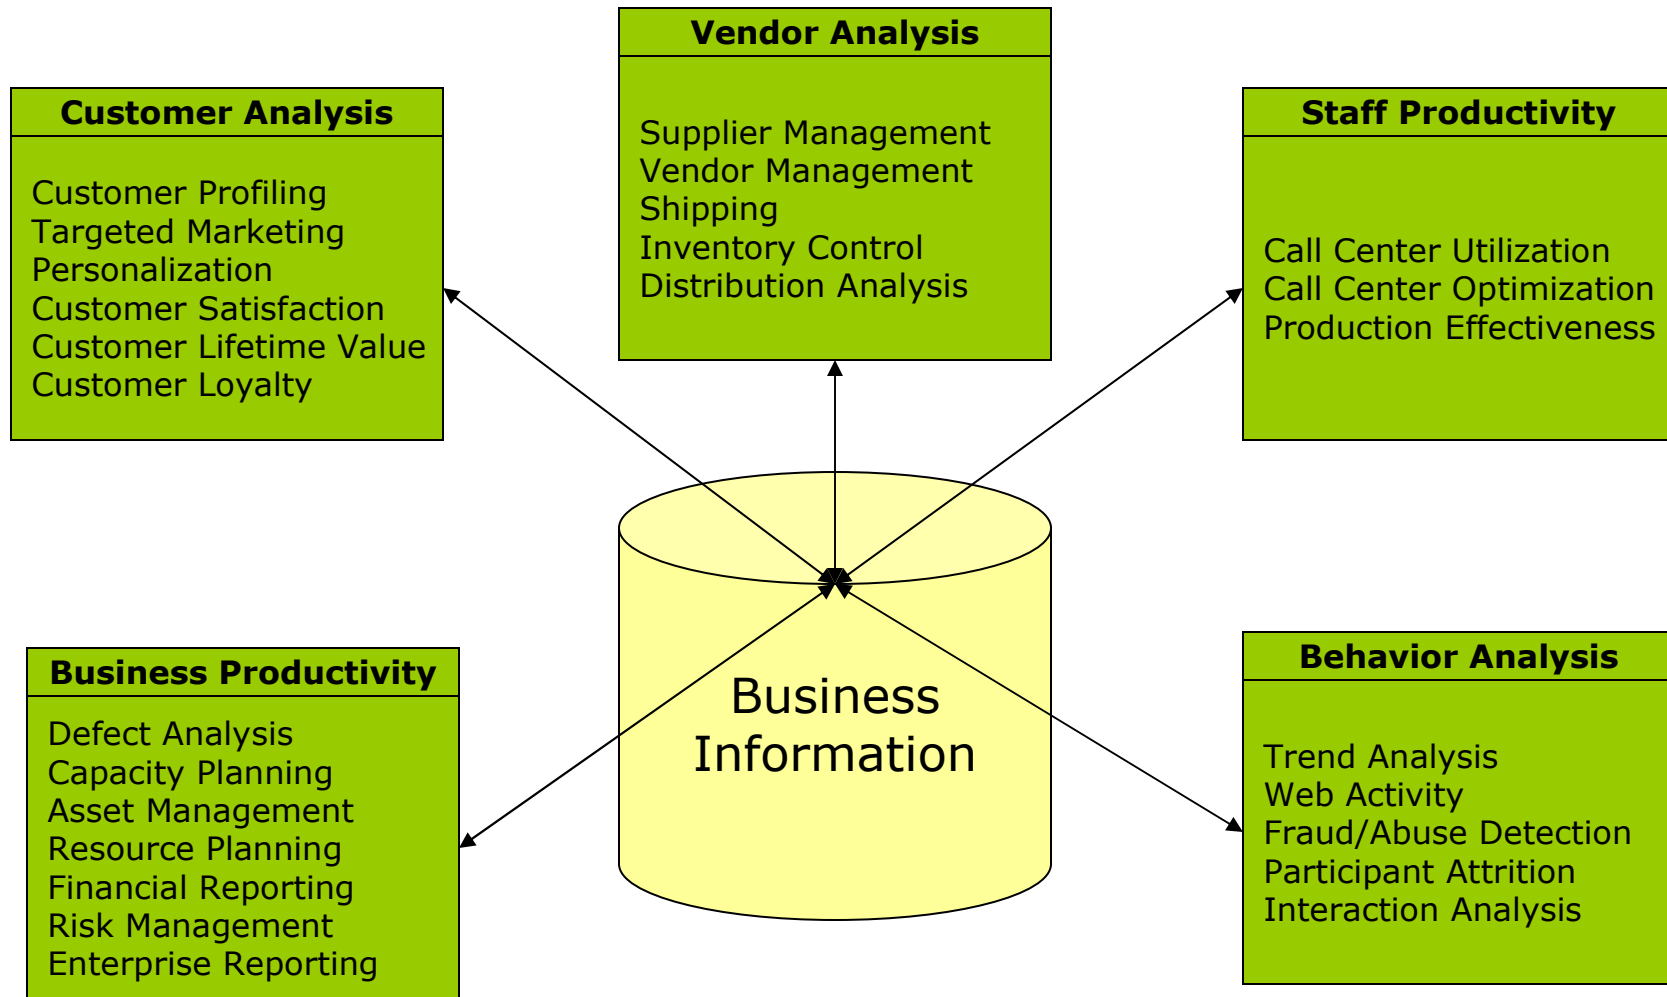 Vendor Analysis
Supplier Management
Vendor Management
Shipping
Inventory Control
Distribution Analysis
Customer Analysis
Customer Profiling
Targeted Marketing
Personalization
Customer Satisfaction
Customer Lifetime Value
Customer Loyalty
Staff Productivity
Call Center Utilization
Call Center Optimization
Production Effectiveness
Business
Information
Business Productivity
Defect Analysis
Capacity Planning
Asset Management
Resource Planning
Financial Reporting
Risk Management
Enterprise Reporting
Behavior Analysis
Trend Analysis
Web Activity
Fraud/Abuse Detection
Participant Attrition
Interaction Analysis